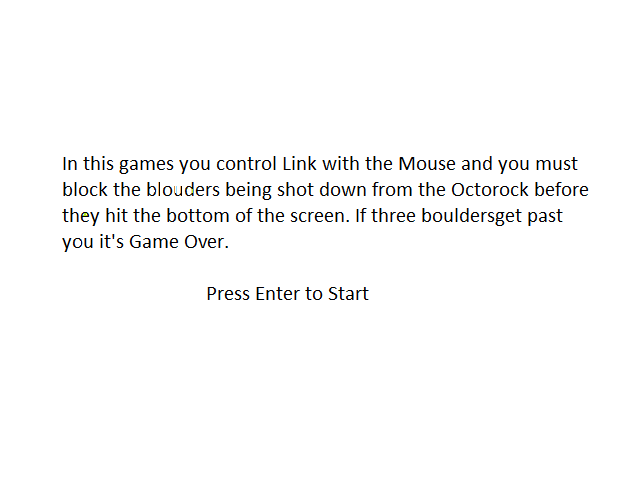 In this games you control Link with the Mouse and you must
block the blouders being shot down from the Octorock before
they hit the bottom of the screen. If three bouldersget past
you it's Game Over.
Press Enter to Start